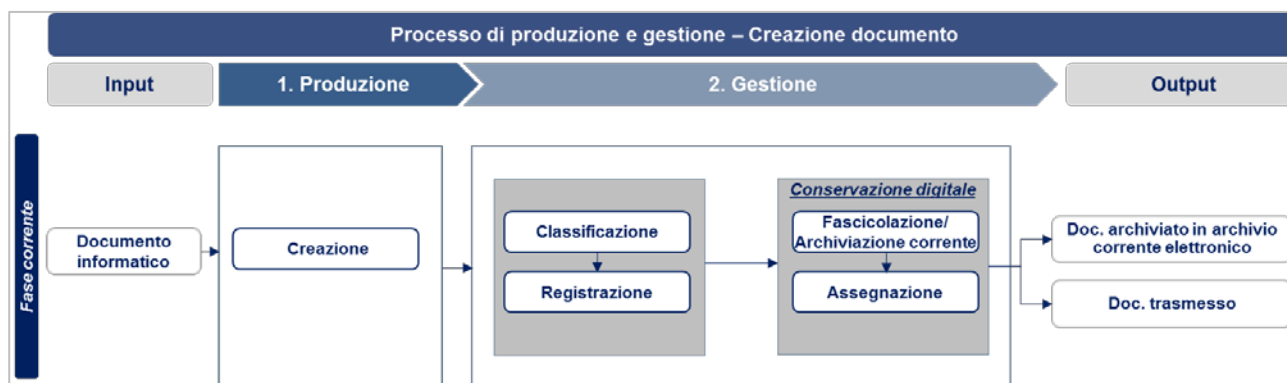 Processo di produzione e gestione – Creazione documento
Input
1. Produzione
2. Gestione
Output
Fase corrente
Documento
informatico
Creazione
Classificazione
Registrazione
Conservazione digitale
Fascicolazione/
Archiviazione corrente
Assegnazione
Doc. archiviato in archivio
corrente elettronico
Doc. trasmesso